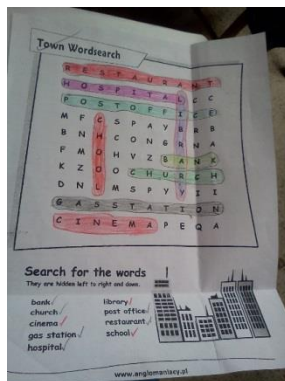 Town Wordsearch
R E S T A U R A N T
H O S P I T A L C C
P O S T O F F I C E
M F C S P A Y B R B
B N H C O N G R N A
F M O H V Z B A N K
K Z O O C H U R C H
D N L M S P Y Y I I
G A S S T A T I O N
C I N E M A P E Q A
Search for the words
They are hidden left to right and down.
bank
church
cinema
gas station
hospital
library
post office
restaurant
school
www.anglomaniacy.pl